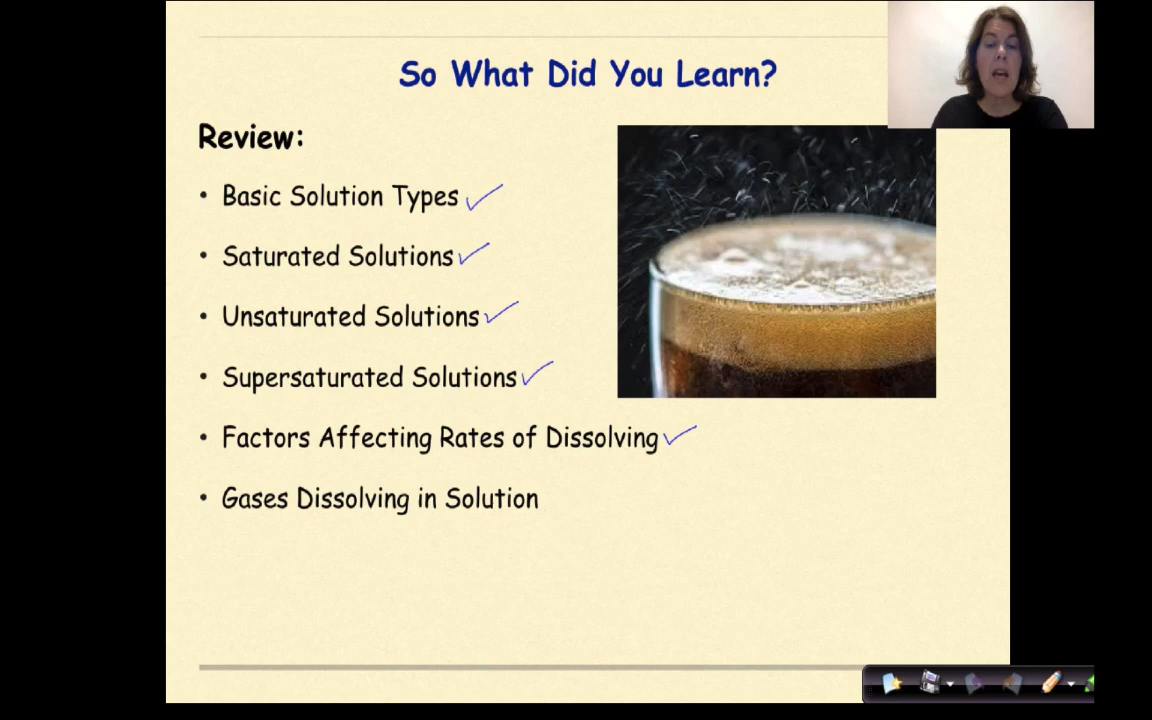 So What Did You Learn?
Review:
• Basic Solution Types
• Saturated Solutions
• Unsaturated Solutions
• Supersaturated Solutions
• Factors Affecting Rates of Dissolving
• Gases Dissolving in Solution